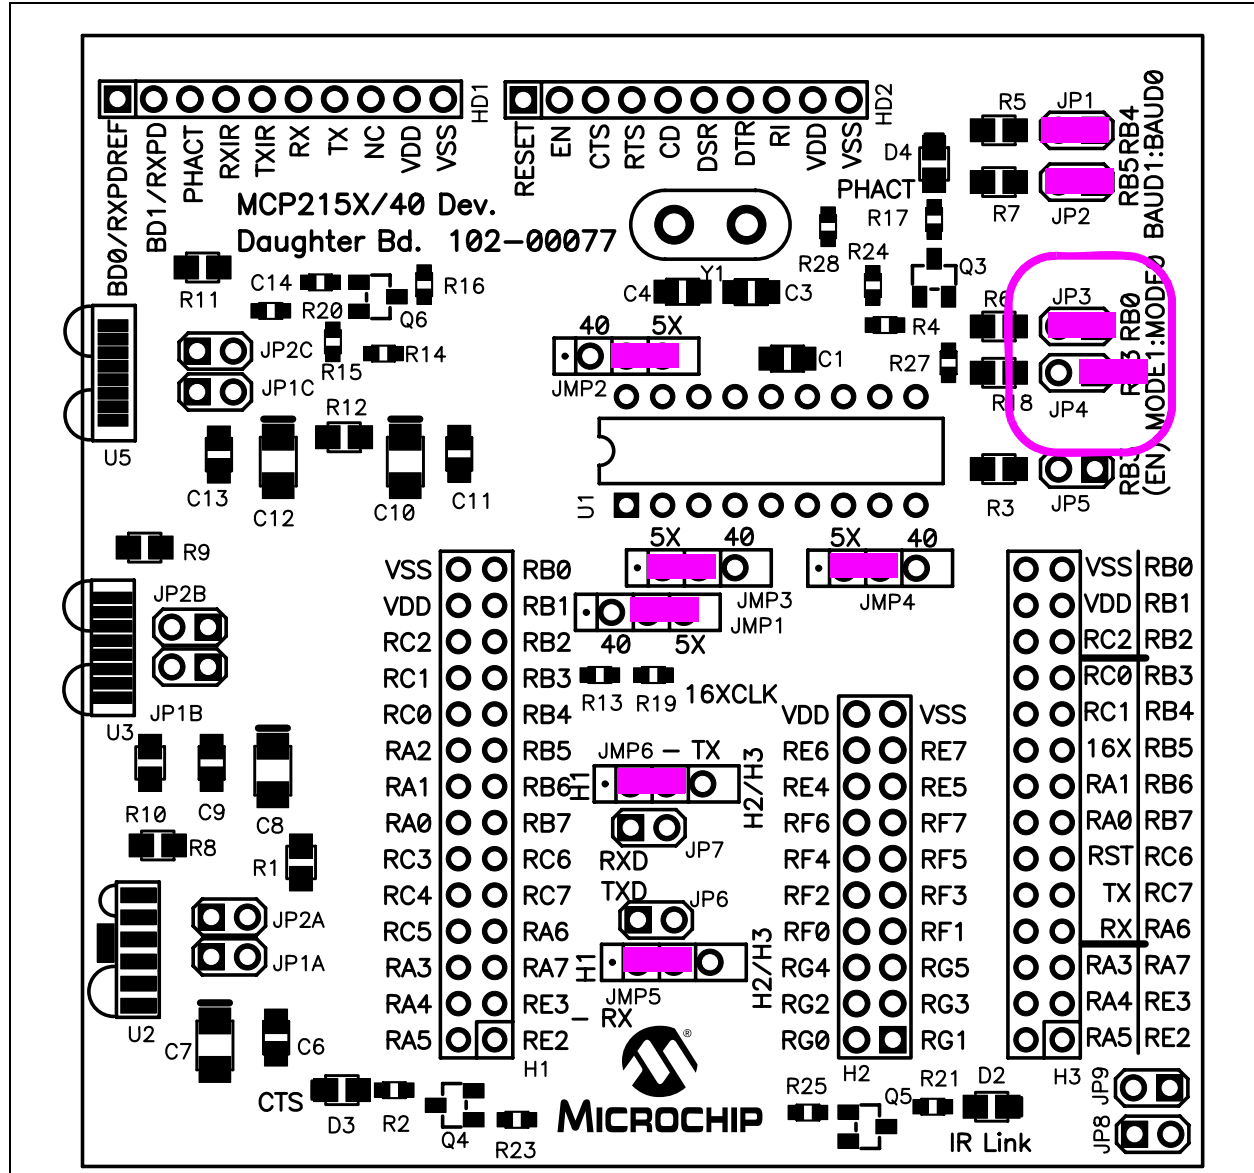 HD1
HD2
BD0/RXPDREF
BD1/RXPD
PHACT
RXIR
TXIR
RX
TX
NC
VDD
VSS
RESET
EN
CTS
RTS
CD
DSR
DTR
RI
VDD
VSS
MCP215X/40 Dev.
Daughter Bd. 102-00077
D4
PHACT
R5
JP1
RB4
R7
JP2
RB5
BAUD1:BAUD0
R17
R28
R24
Q3
R4
R27
R6
JP3
RB0
R18
JP4
(EN) MODE1:MODE0
R3
JP5
R11
C14
R20
Q6
R16
R15
R14
JP2C
JP1C
R12
U5
C13
C12
C10
C11
Y1
C4
C3
40 5X
JMP2
C1
U1
5X 40
JMP3
5X 40
JMP4
JMP1
40 5X
R13
R19
16XCLK
R9
JP2B
JP1B
U3
R10
C9
C8
R8
R1
JP2A
JP1A
U2
C7
C6
VSS RB0
VDD RB1
RC2 RB2
RC1 RB3
RC0 RB4
RA2 RB5
RA1 RB6
RA0 RB7
RC3 RC6
RC4 RC7
RC5 RA6
RA3 RA7
RA4 RE3
RA5 RE2
H1
JMP6 - TX
H1
H2/H3
JP7
RXD
TXD
JP6
H1
H2/H3
JMP5
- RX
VDD VSS
RE6 RE7
RE4 RE5
RF6 RF7
RF4 RF5
RF2 RF3
RF0 RF1
RG4 RG5
RG2 RG3
RG0 RG1
H2
VSS RB0
VDD RB1
RC2 RB2
RC0 RB3
RC1 RB4
16X RB5
RA1 RB6
RA0 RB7
RST RC6
TX RC7
RX RA6
RA3 RA7
RA4 RE3
RA5 RE2
H3
JP9
JP8
CTS
D3
R2
Q4
R23
MICROCHIP
®
R25
Q5
R21
D2
IR Link